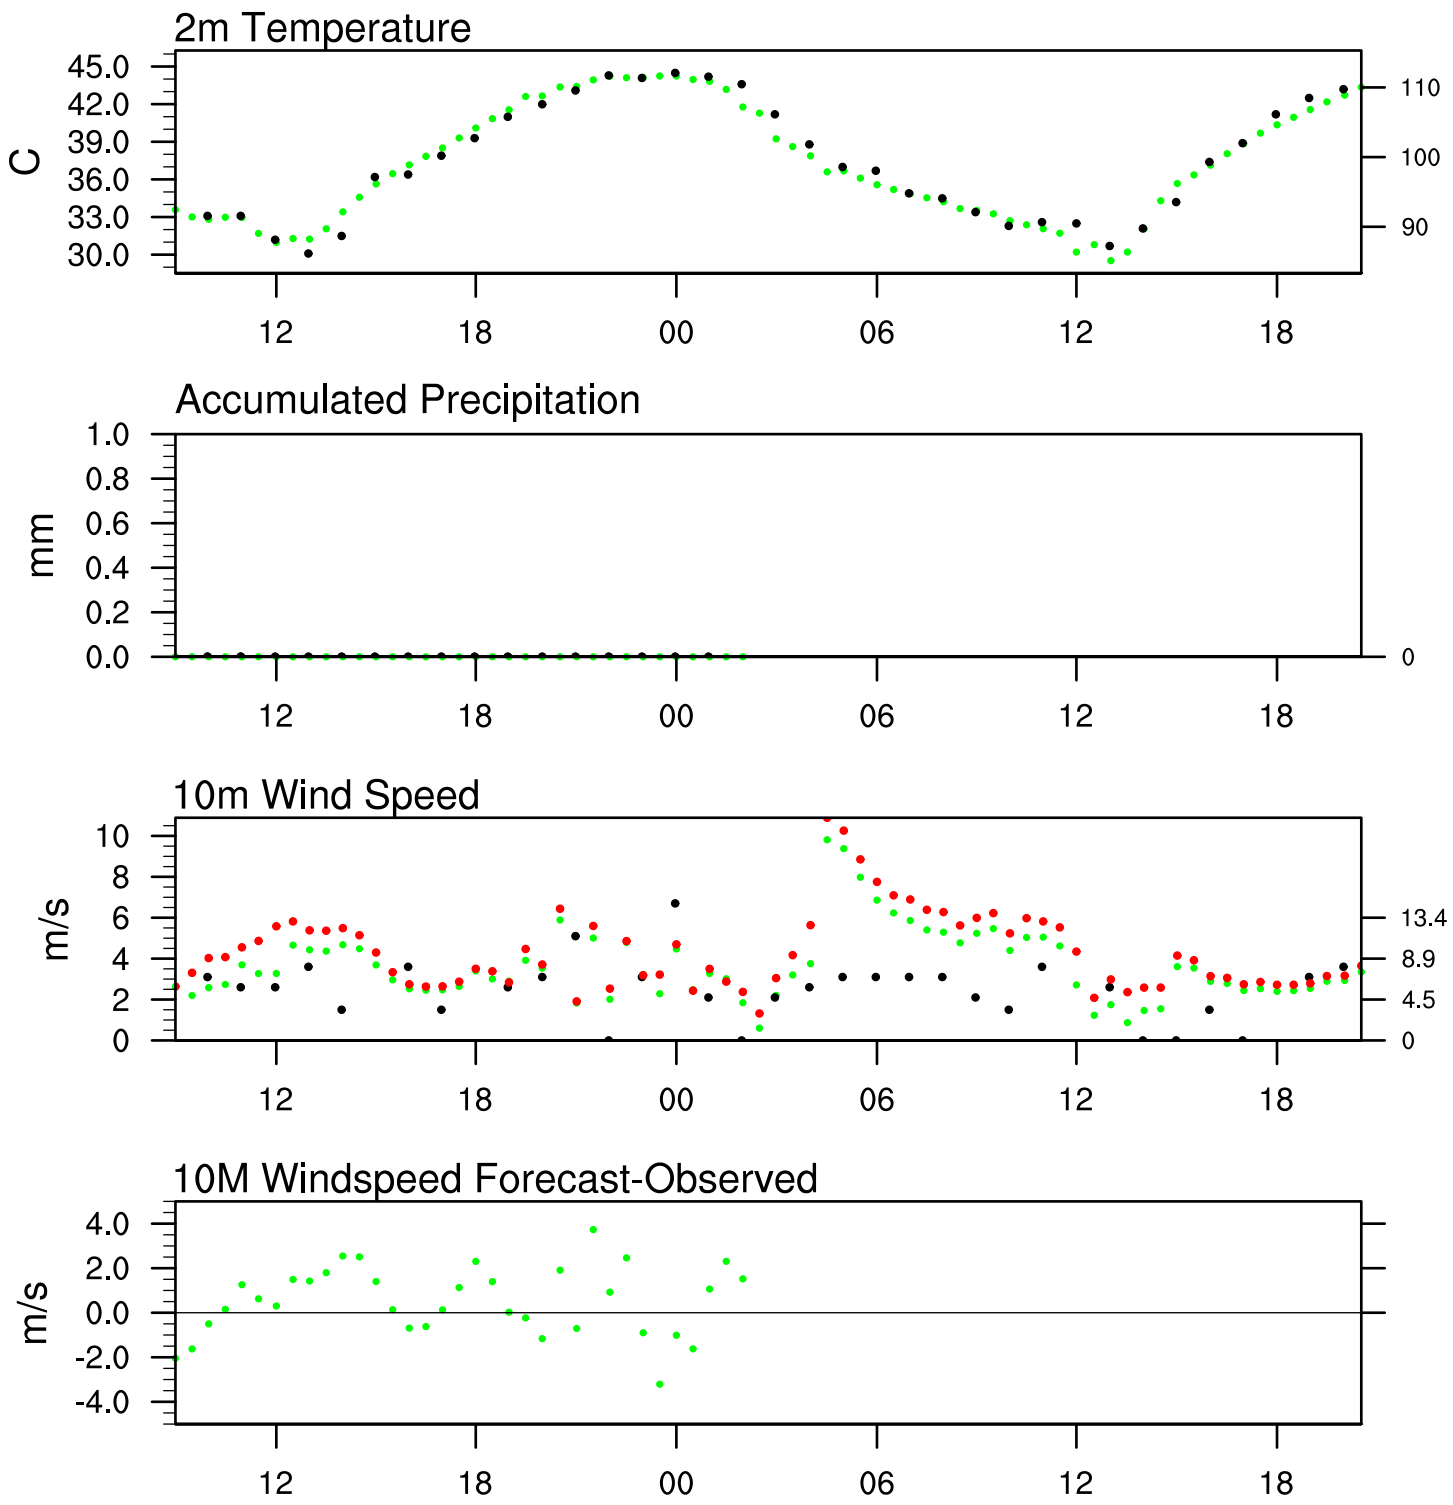 2m Temperature
45.0
42.0
39.0
36.0
33.0
30.0
C
110
100
90
12 18 00 06 12 18
Accumulated Precipitation
1.0
0.8
0.6
0.4
0.2
0.0
mm
0
12 18 00 06 12 18
10m Wind Speed
10
8
6
4
2
0
m/s
13.4
8.9
4.5
0
12 18 00 06 12 18
10M Windspeed Forecast-Observed
4.0
2.0
0.0
-2.0
-4.0
m/s
12 18 00 06 12 18